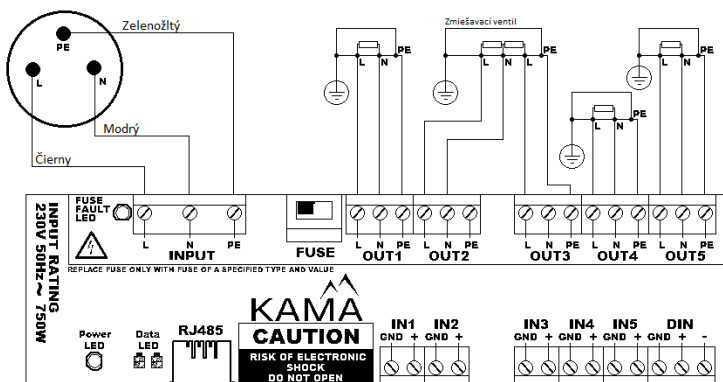 Zelenožltý
PE
L
N
Modrý
Čierny
PE
L N
Zmiešavaci ventil
PE
L N L
PE
L N
PE
L N
INPUT RATING
230V 50Hz ~ 750W
FUSE
FAULT
LED
L N PE
INPUT
FUSE
L N PE
OUT1
L N PE
OUT2
L N PE
OUT3
L N PE
OUT4
L N PE
OUT5
REPLACE FUSE ONLY WITH FUSE OF A SPECIFIED TYPE AND VALUE
Power
LED
Data
LED
RJ485
KAMA
CAUTION
RISK OF ELECTRONIC
SHOCK
DO NOT OPEN
IN1 IN2
GND + GND +
IN3 IN4 IN5 DIN
GND + GND + GND + GND + -